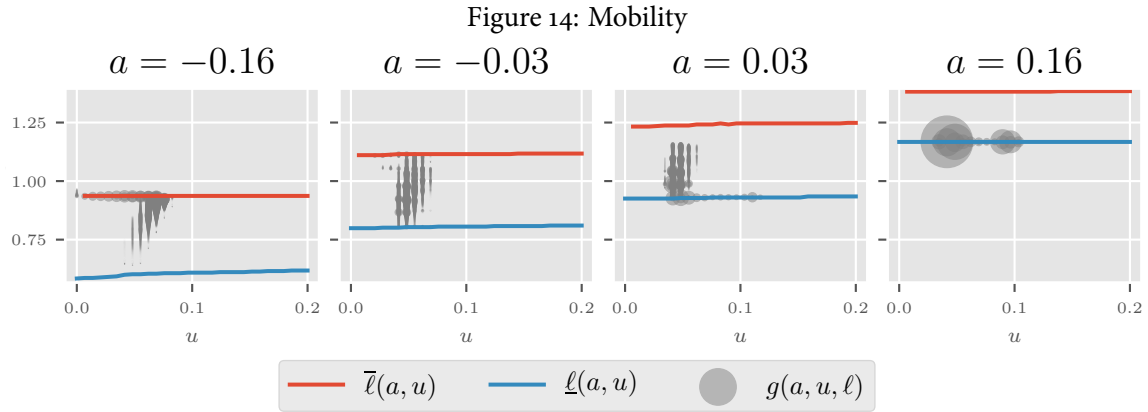 Figure 14: Mobility
a = −0.16 a = −0.03 a = 0.03 a = 0.16
1.25
1.00
0.75
0.0 0.1 0.2 0.0 0.1 0.2 0.0 0.1 0.2 0.0 0.1 0.2
u u u u
ℓ̅(a, u) ℓ̲(a, u) g(a, u, ℓ)